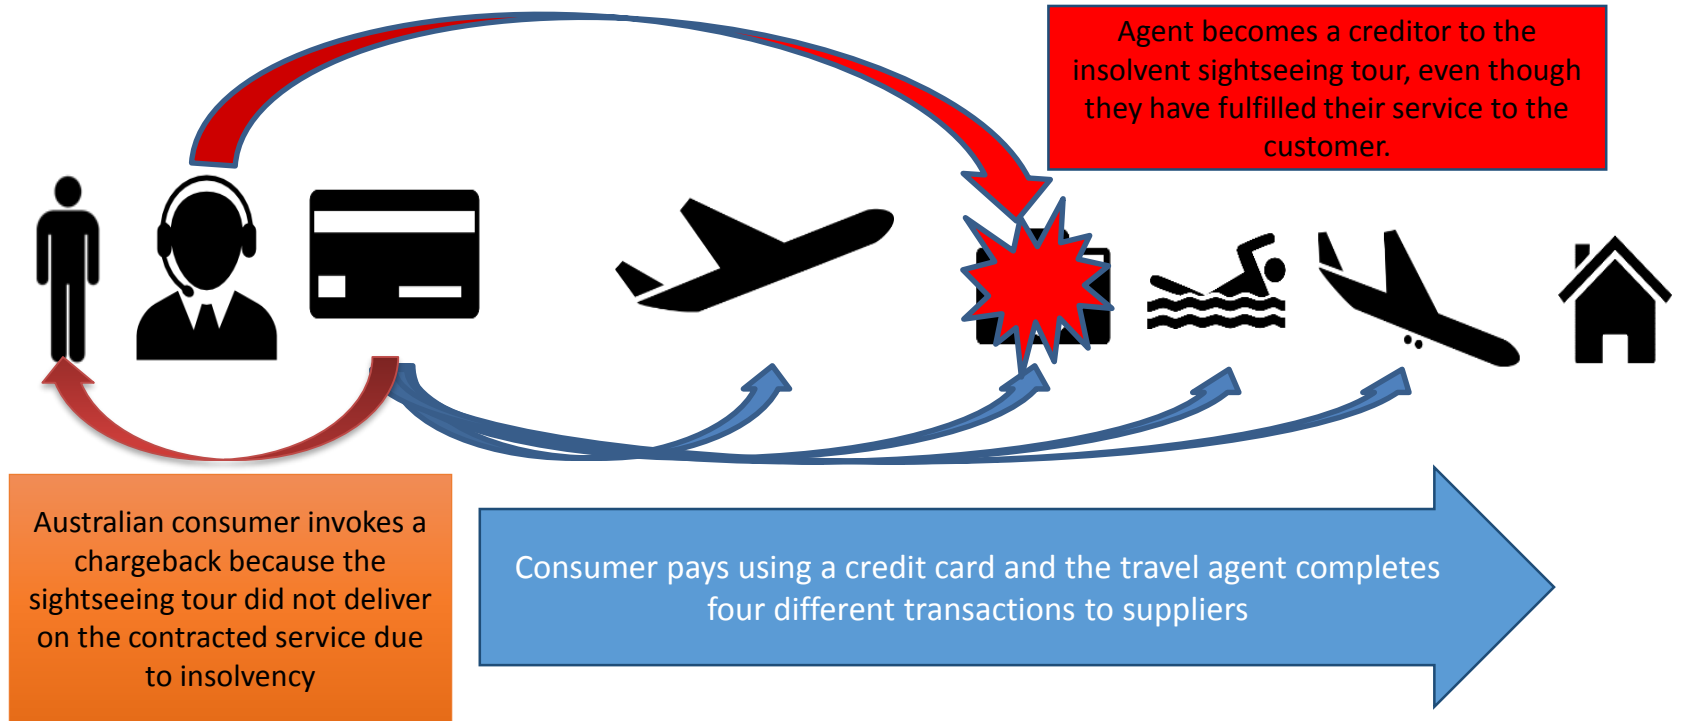 Agent becomes a creditor to the
insolvent sightseeing tour, even though
they have fulfilled their service to the
customer.
Australian consumer invokes a
chargeback because the
sightseeing tour did not deliver
on the contracted service due
to insolvency
Consumer pays using a credit card and the travel agent completes
four different transactions to suppliers